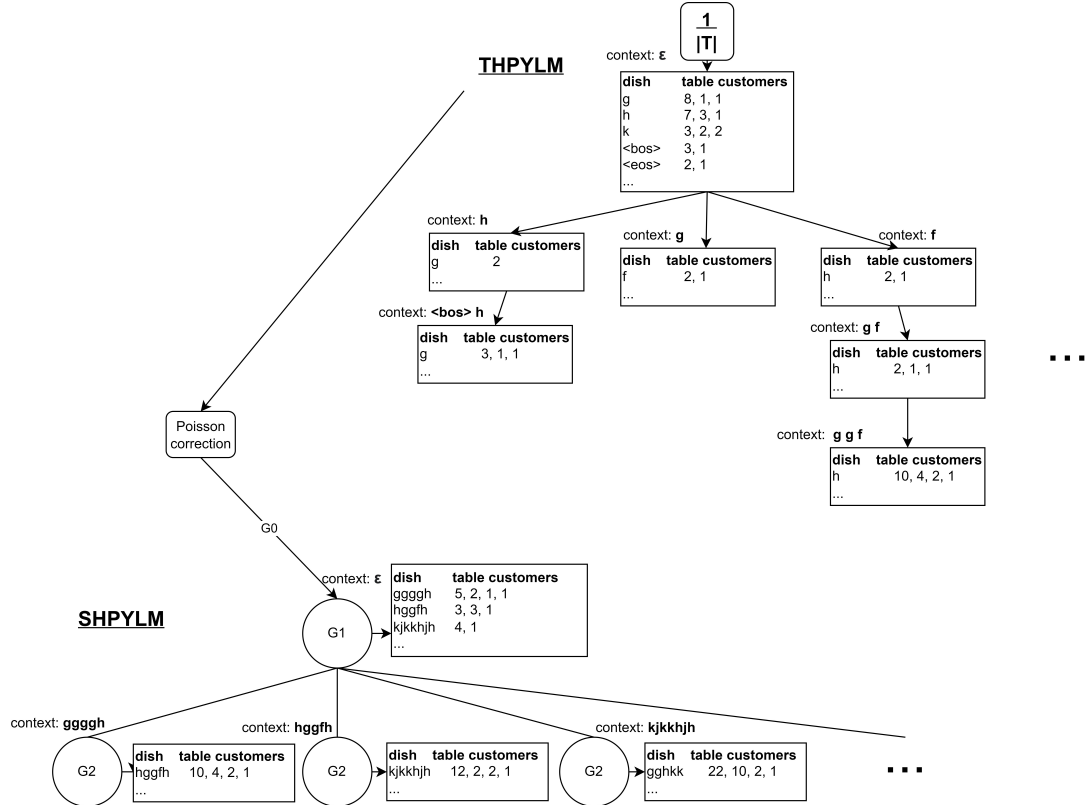 1
|T|
context: ε
THPYLM
dish table customers
g 8, 1, 1
h 7, 3, 1
k 3, 2, 2
<bos> 3, 1
<eos> 2, 1
...
context: h
dish table customers
g 2
...
context: g
dish table customers
f 2, 1
...
context: f
dish table customers
h 2, 1
...
context: <bos> h
dish table customers
g 3, 1, 1
...
context: g f
dish table customers
h 2, 1, 1
...
...
context: g g f
dish table customers
h 10, 4, 2, 1
...
Poisson
correction
G0
context: ε
dish table customers
ggggh 5, 2, 1, 1
hggfh 3, 3, 1
kjkkhjh 4, 1
...
SHPYLM
G1
context: ggggh
G2
dish table customers
hggfh 10, 4, 2, 1
...
context: hggfh
G2
dish table customers
kjkkhjh 12, 2, 2, 1
...
context: kjkkhjh
G2
dish table customers
gghkk 22, 10, 2, 1
...
...